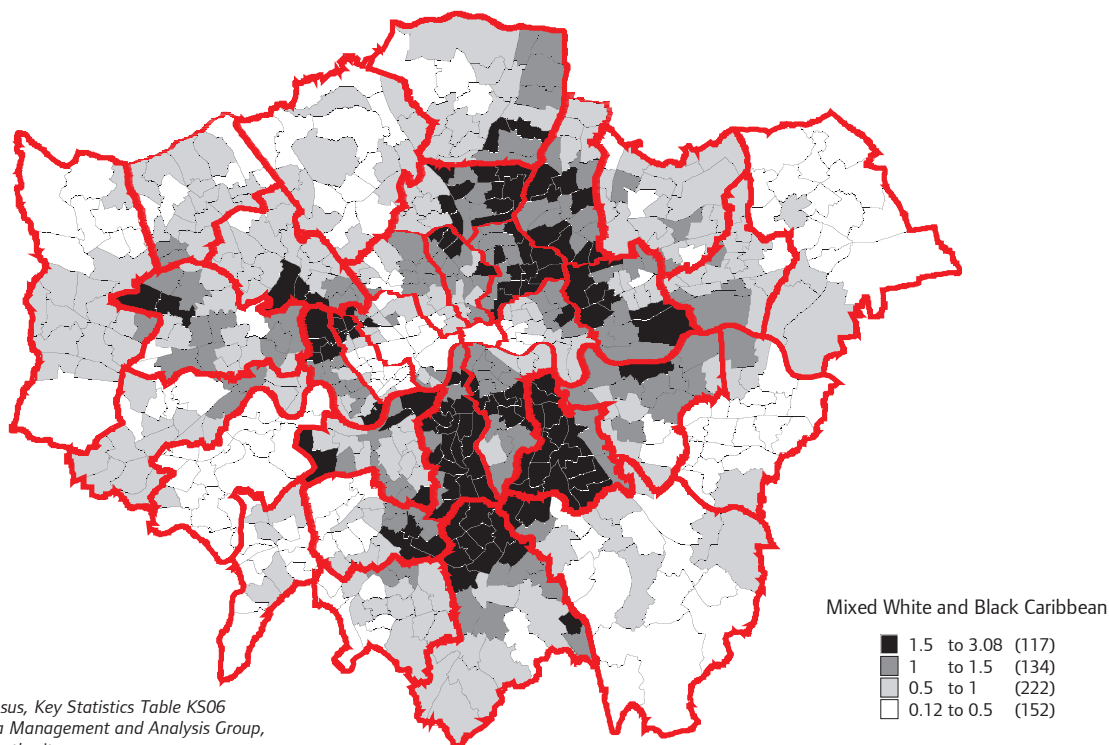 Mixed White and Black Caribbean
1.5 to 3.08 (117)
1 to 1.5 (134)
0.5 to 1 (222)
0.12 to 0.5 (152)
sus, Key Statistics Table KS06
Management and Analysis Group,